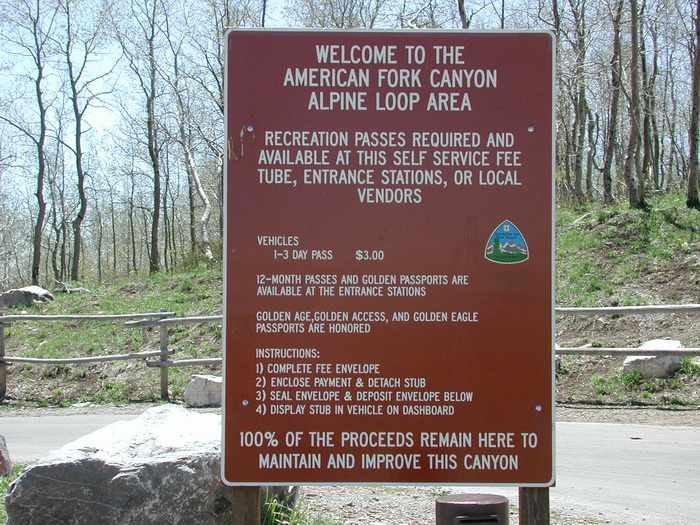 WELCOME TO THE
AMERICAN FORK CANYON
ALPINE LOOP AREA
RECREATION PASSES REQUIRED AND
AVAILABLE AT THIS SELF SERVICE FEE
TUBE, ENTRANCE STATIONS, OR LOCAL
VENDORS
VEHICLES
1-3 DAY PASS $3.00
12-MONTH PASSES AND GOLDEN PASSPORTS ARE
AVAILABLE AT THE ENTRANCE STATIONS
GOLDEN AGE,GOLDEN ACCESS, AND GOLDEN EAGLE
PASSPORTS ARE HONORED
INSTRUCTIONS:
1) COMPLETE FEE ENVELOPE
2) ENCLOSE PAYMENT & DETACH STUB
3) SEAL ENVELOPE & DEPOSIT ENVELOPE BELOW
4) DISPLAY STUB IN VEHICLE ON DASHBOARD
100% OF THE PROCEEDS REMAIN HERE TO
MAINTAIN AND IMPROVE THIS CANYON